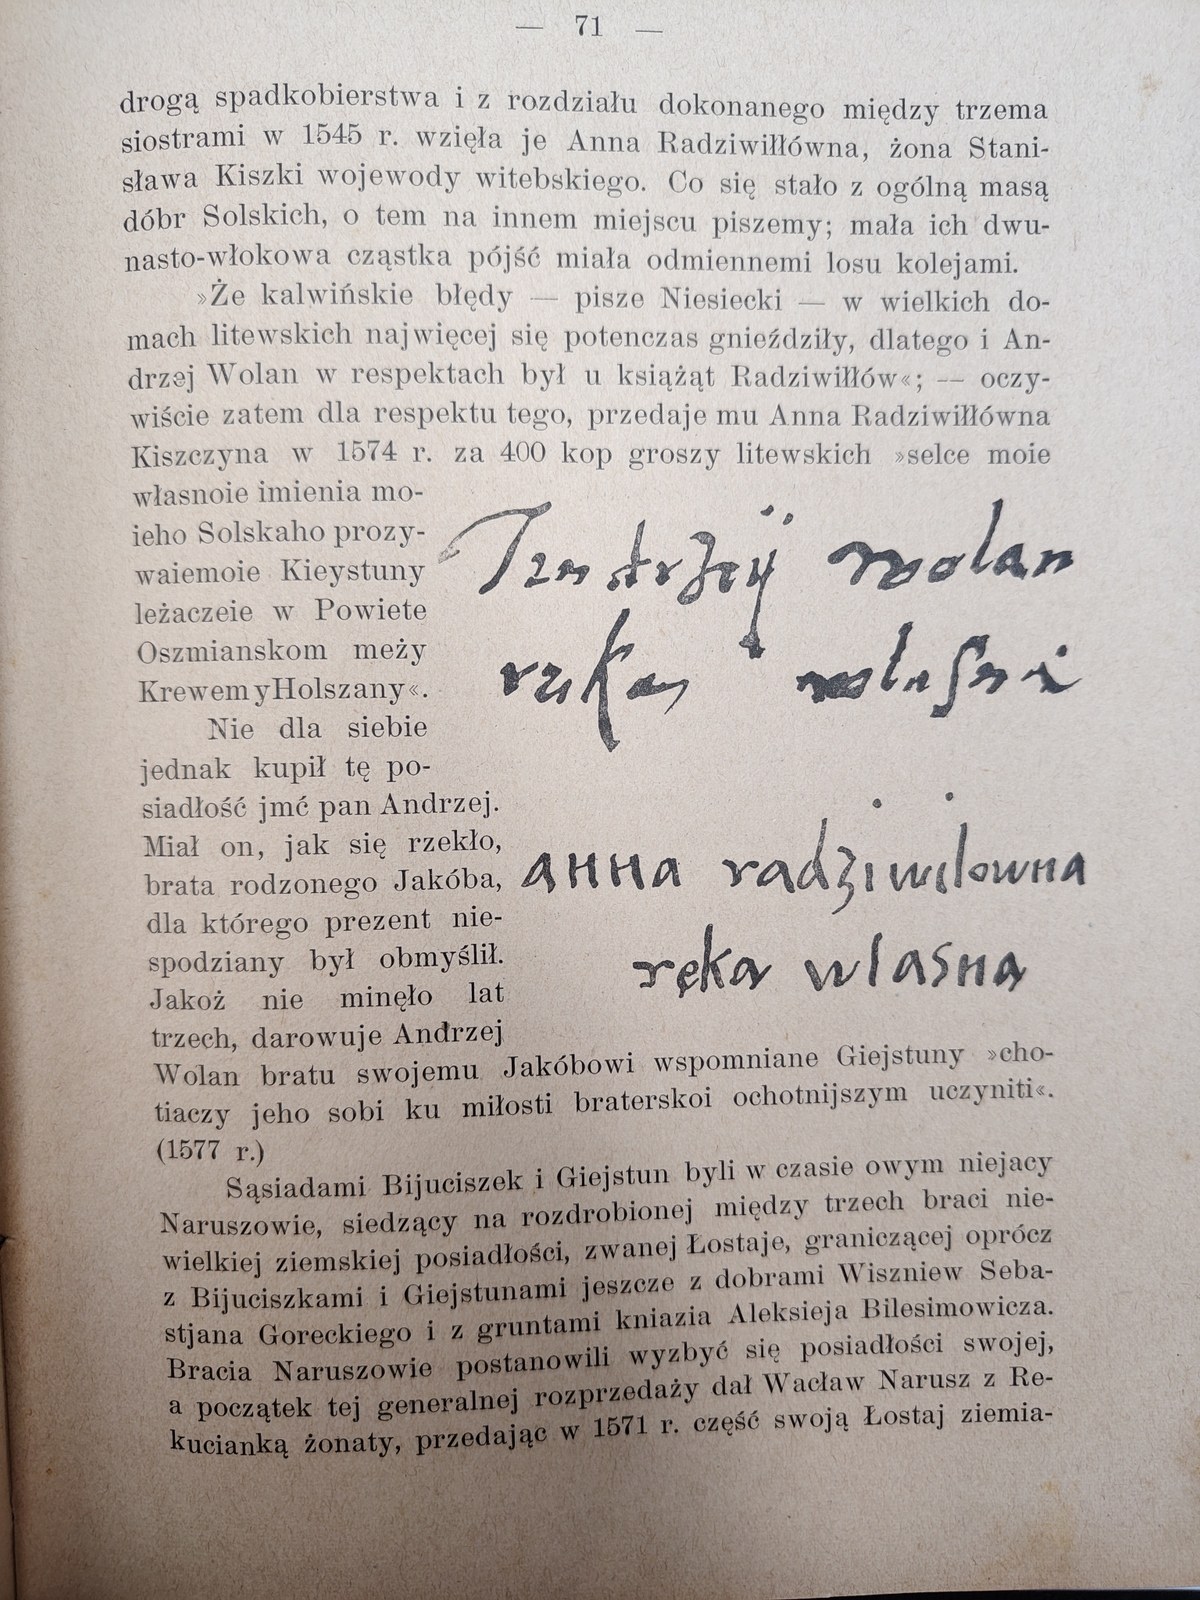 — 71 —
drogą spadkobierstwa i z rozdziału dokonanego między trzema
siostrami w 1545 r. wzięła je Anna Radziwiłłówna, żona Stani-
sława Kiszki wojewody witebskiego. Co się stało z ogólną masą
dóbr Solskich, o tem na innem miejscu piszemy; mała ich dwu-
nasto-włokowa cząstka pójść miała odmiennemi losu kolejami.
»Że kalwińskie błędy — pisze Niesiecki — w wielkich do-
mach litewskich najwięcej się potenczas gnieździły, dlatego i An-
drzej Wolan w respektach był u książąt Radziwiłłów«; — oczy-
wiście zatem dla respektu tego, przedaje mu Anna Radziwiłłówna
Kiszczyna w 1574 r. za 400 kop groszy litewskich »selce moie
własnoie imienia mo-
ieho Solskaho prozy-
waiemoie Kieystuny
leżaczeie w Powiete
Oszmianskom meży
Krewem y Holszany«.
Nie dla siebie
jednak kupił tę po-
siadłość jmć pan Andrzej.
Miał on, jak się rzekło,
brata rodzonego Jakóba,
dla którego prezent nie-
spodziany był obmyślił.
Jakoż nie minęło lat
trzech, darowuje Andrzej
wolan
anna radziwilowna
ręka wlasna
Wolan bratu swojemu Jakóbowi wspomniane Giejstuny »cho-
tiaczy jeho sobi ku miłosti braterskoi ochotnijszym uczyniti«.
(1577 r.)
Sąsiadami Bijuciszek i Giejstun byli w czasie owym niejacy
Naruszowie, siedzący na rozdrobionej między trzech braci nie-
wielkiej ziemskiej posiadłości, zwanej Łostaje, graniczącej oprócz
z Bijuciszkami i Giejstunami jeszcze z dobrami Wiszniew Seba-
stjana Goreckiego i z gruntami kniazia Aleksieja Bilesimowicza.
Bracia Naruszowie postanowili wyzbyć się posiadłości swojej,
a początek tej generalnej rozprzedaży dał Wacław Narusz z Re-
kucianką żonaty, przedając w 1571 r. część swoją Łostaj ziemia-